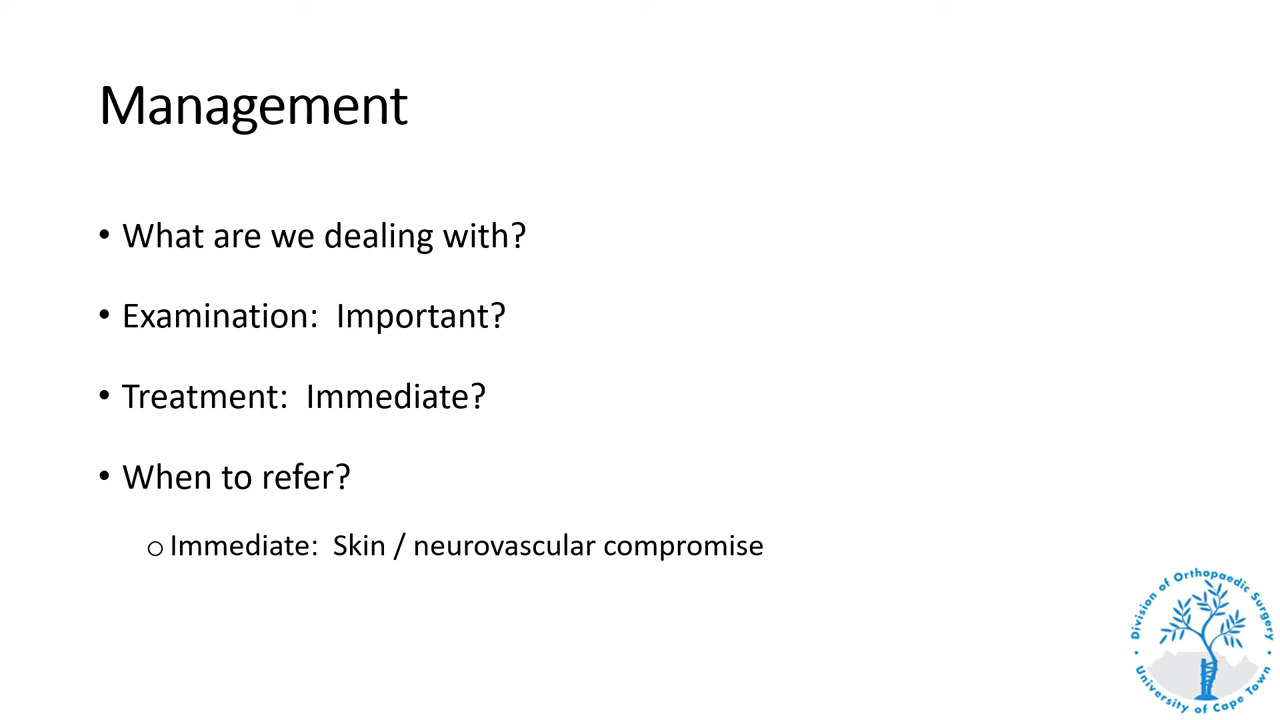 Management
• What are we dealing with?
• Examination:  Important?
• Treatment:  Immediate?
• When to refer?
o Immediate:  Skin / neurovascular compromise
Division of Orthopaedic Surgery
• University of Cape Town •